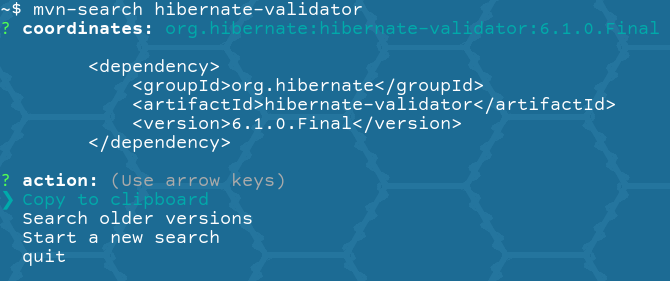 ~$ mvn-search hibernate-validator
? coordinates: org.hibernate:hibernate-validator:6.1.0.Final
<dependency>
<groupId>org.hibernate</groupId>
<artifactId>hibernate-validator</artifactId>
<version>6.1.0.Final</version>
</dependency>
? action: (Use arrow keys)
❯ Copy to clipboard
Search older versions
Start a new search
quit